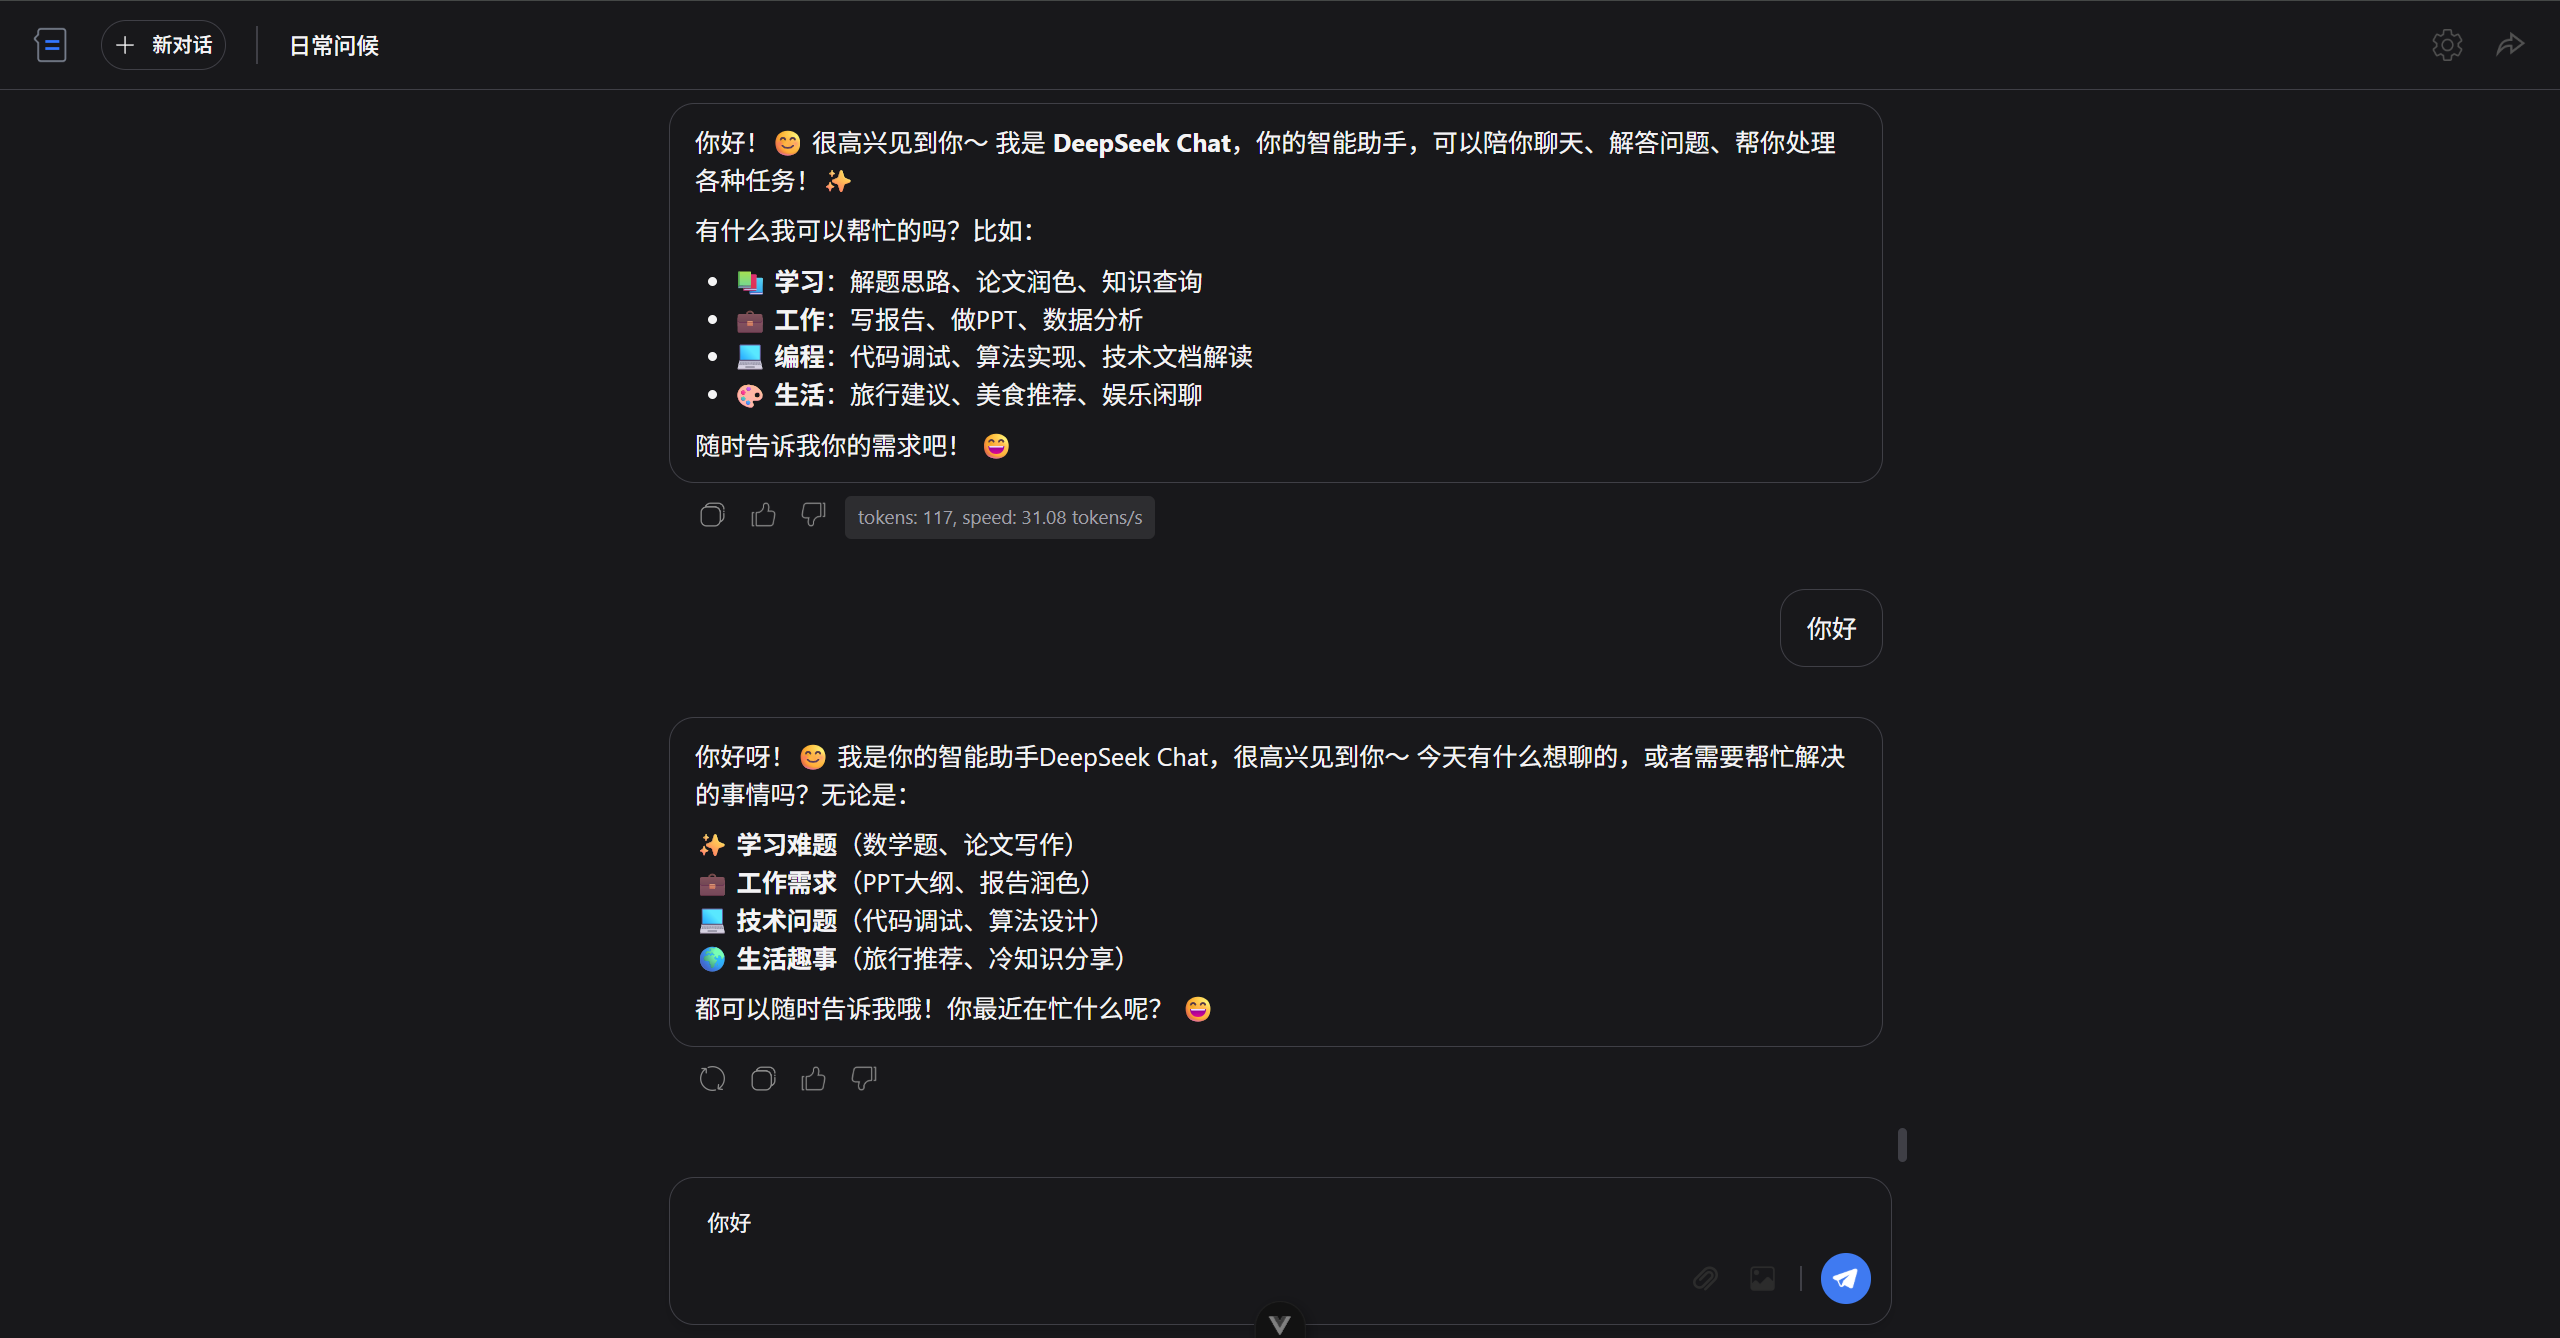 新对话
日常问候
你好！😊 很高兴见到你～ 我是 DeepSeek Chat，你的智能助手，可以陪你聊天、解答问题、帮你处理
各种任务！✨
有什么我可以帮忙的吗？比如：
• 📚 学习：解题思路、论文润色、知识查询
• 💼 工作：写报告、做PPT、数据分析
• 💻 编程：代码调试、算法实现、技术文档解读
• 🎨 生活：旅行建议、美食推荐、娱乐闲聊
随时告诉我你的需求吧！ 😄
tokens: 117, speed: 31.08 tokens/s
你好
你好呀！😊 我是你的智能助手DeepSeek Chat，很高兴见到你～ 今天有什么想聊的，或者需要帮忙解决
的事情吗？无论是：
✨ 学习难题（数学题、论文写作）
💼 工作需求（PPT大纲、报告润色）
💻 技术问题（代码调试、算法设计）
🌍 生活趣事（旅行推荐、冷知识分享）
都可以随时告诉我哦！你最近在忙什么呢？ 😄
你好